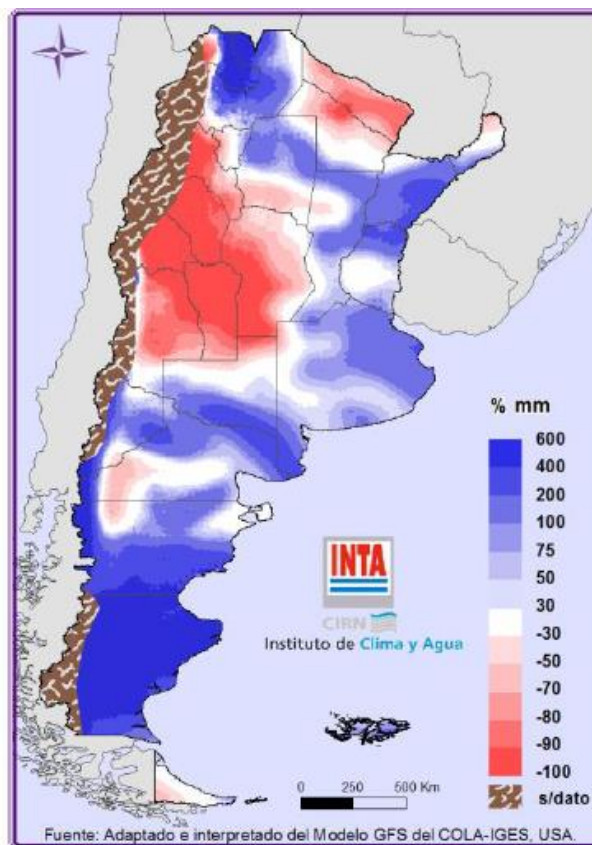 % mm
600
400
200
100
75
50
30
-30
-50
-70
-80
-90
-100
s/dato
INTA
CIRN
Instituto de Clima y Agua
0 250 500 Km
Fuente: Adaptado e interpretado del Modelo GFS del COLA-IGES, USA.